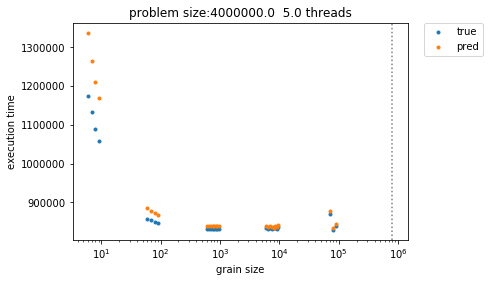 problem size:4000000.0  5.0 threads
true
pred
1300000
1200000
1100000
1000000
900000
execution time
10¹
10²
10³
10⁴
10⁵
10⁶
grain size